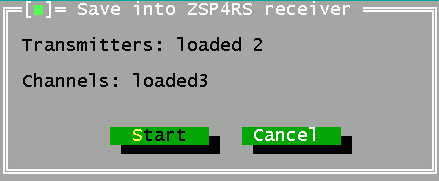 [■]= Save into ZSP4RS receiver
Transmitters: loaded 2
Channels: loaded3
Start Cancel